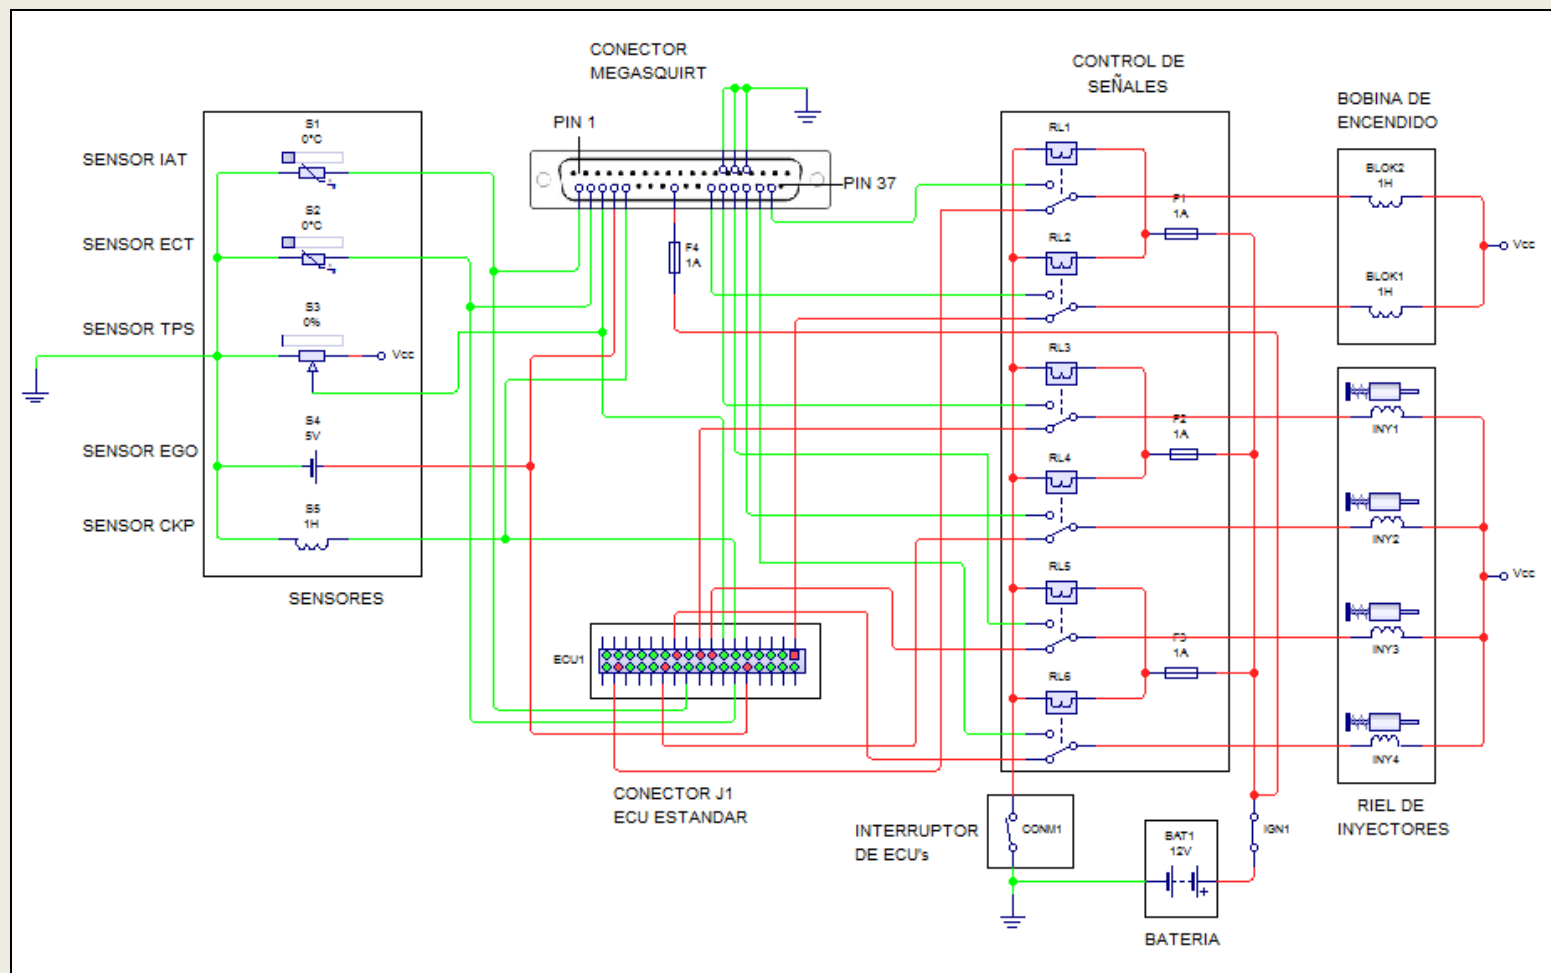 CONECTOR
MEGASQUIRT
PIN 1
PIN 37
F4
1A
SENSOR IAT
SENSOR ECT
SENSOR TPS
SENSOR EGO
SENSOR CKP
S1
0°C
S2
0°C
S3
0%
Vcc
S4
5V
S5
1H
SENSORES
ECU1
CONECTOR J1
ECU ESTANDAR
CONTROL DE
SEÑALES
RL1
F1
1A
RL2
RL3
F2
1A
RL4
RL5
F3
1A
RL6
BOBINA DE
ENCENDIDO
BLOK2
1H
BLOK1
1H
Vcc
INY1
INY2
INY3
INY4
Vcc
RIEL DE
INYECTORES
INTERRUPTOR
DE ECU's
CONM1
BAT1
12V
IGN1
BATERIA